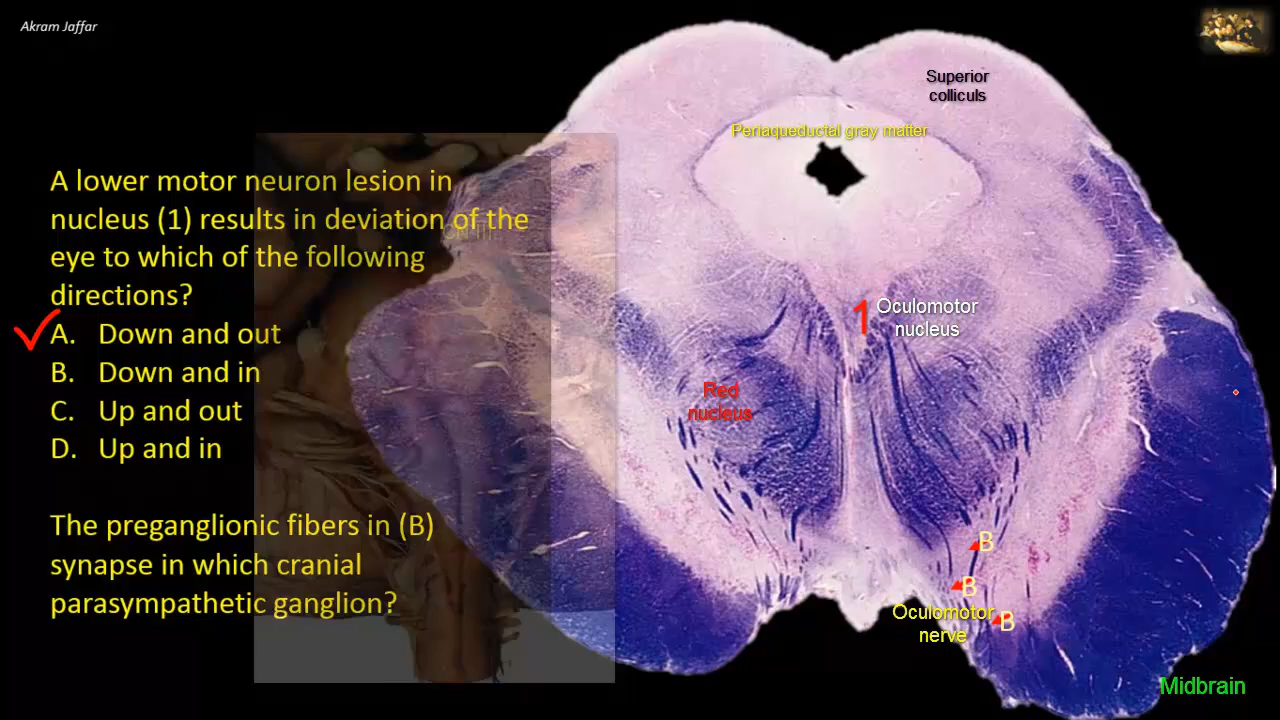 Akram Jaffar
Superior
colliculs
Periaqueductal gray matter
A lower motor neuron lesion in
nucleus (1) results in deviation of the
eye to which of the following
directions?
A. Down and out
B. Down and in
C. Up and out
D. Up and in
The preganglionic fibers in (B)
synapse in which cranial
parasympathetic ganglion?
CN III
1
Oculomotor
nucleus
Red
nucleus
B
B
B
Oculomotor
nerve
Midbrain